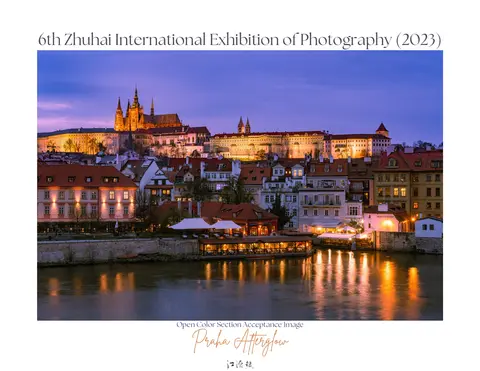 6th Zhuhai International Exhibition of Photography (2023)
Open Color Section Acceptance Image
Praha Afterglow